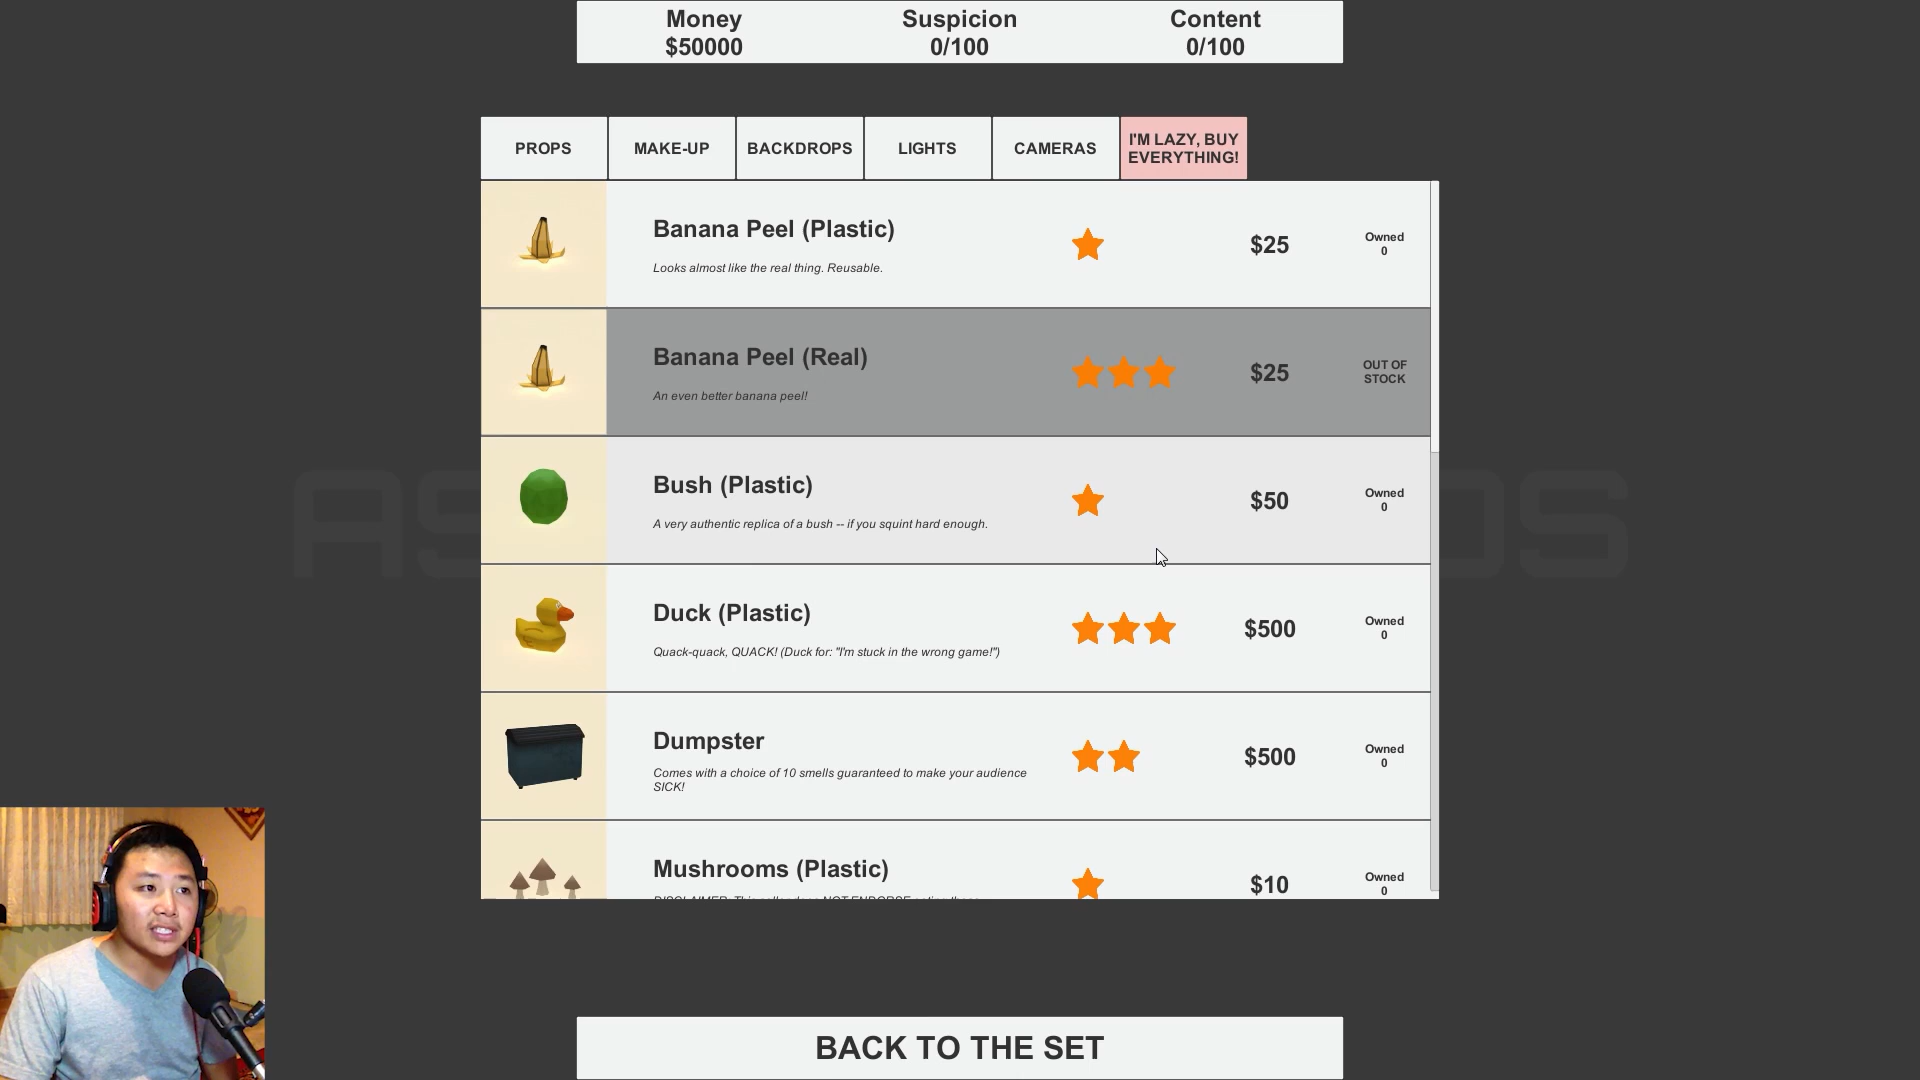 Money
$50000
Suspicion
0/100
Content
0/100
PROPS
MAKE-UP
BACKDROPS
LIGHTS
CAMERAS
I'M LAZY, BUY
EVERYTHING!
Banana Peel (Plastic)
Looks almost like the real thing. Reusable.
$25
Owned
0
Banana Peel (Real)
An even better banana peel!
$25
OUT OF
STOCK
Bush (Plastic)
A very authentic replica of a bush -- if you squint hard enough.
$50
Owned
0
Duck (Plastic)
Quack-quack, QUACK! (Duck for: "I'm stuck in the wrong game!")
$500
Owned
0
Dumpster
Comes with a choice of 10 smells guaranteed to make your audience
SICK!
$500
Owned
0
Mushrooms (Plastic)
$10
Owned
0
BACK TO THE SET